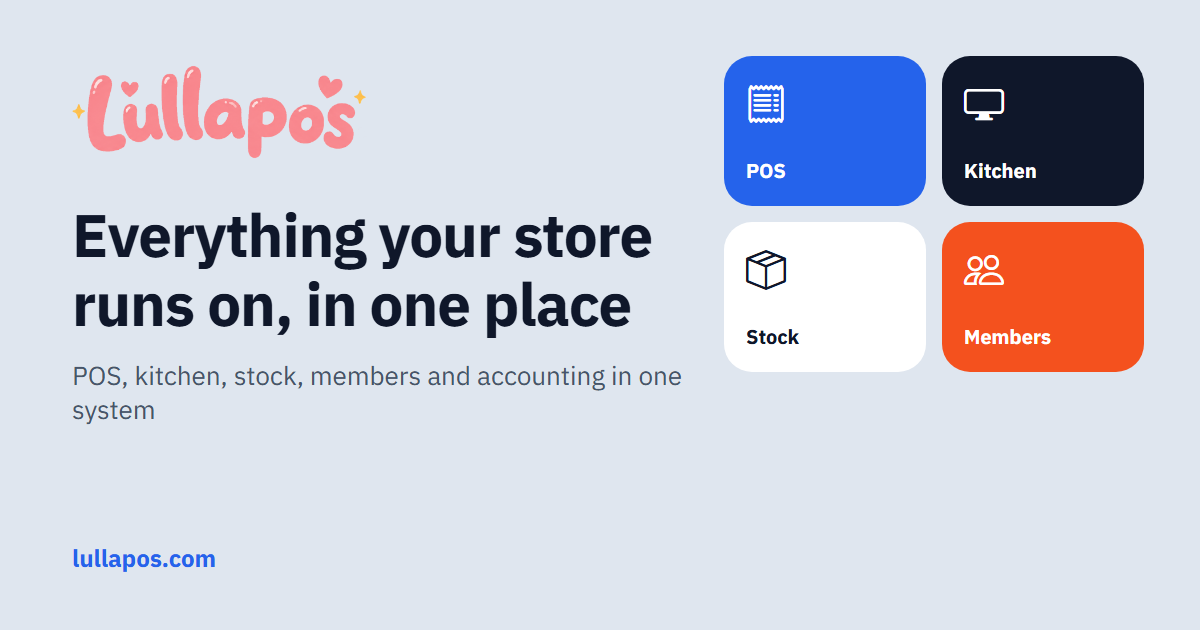 Lullapos
Everything your store
runs on, in one place
POS, kitchen, stock, members and accounting in one
system
lullapos.com
POS
Kitchen
Stock
Members